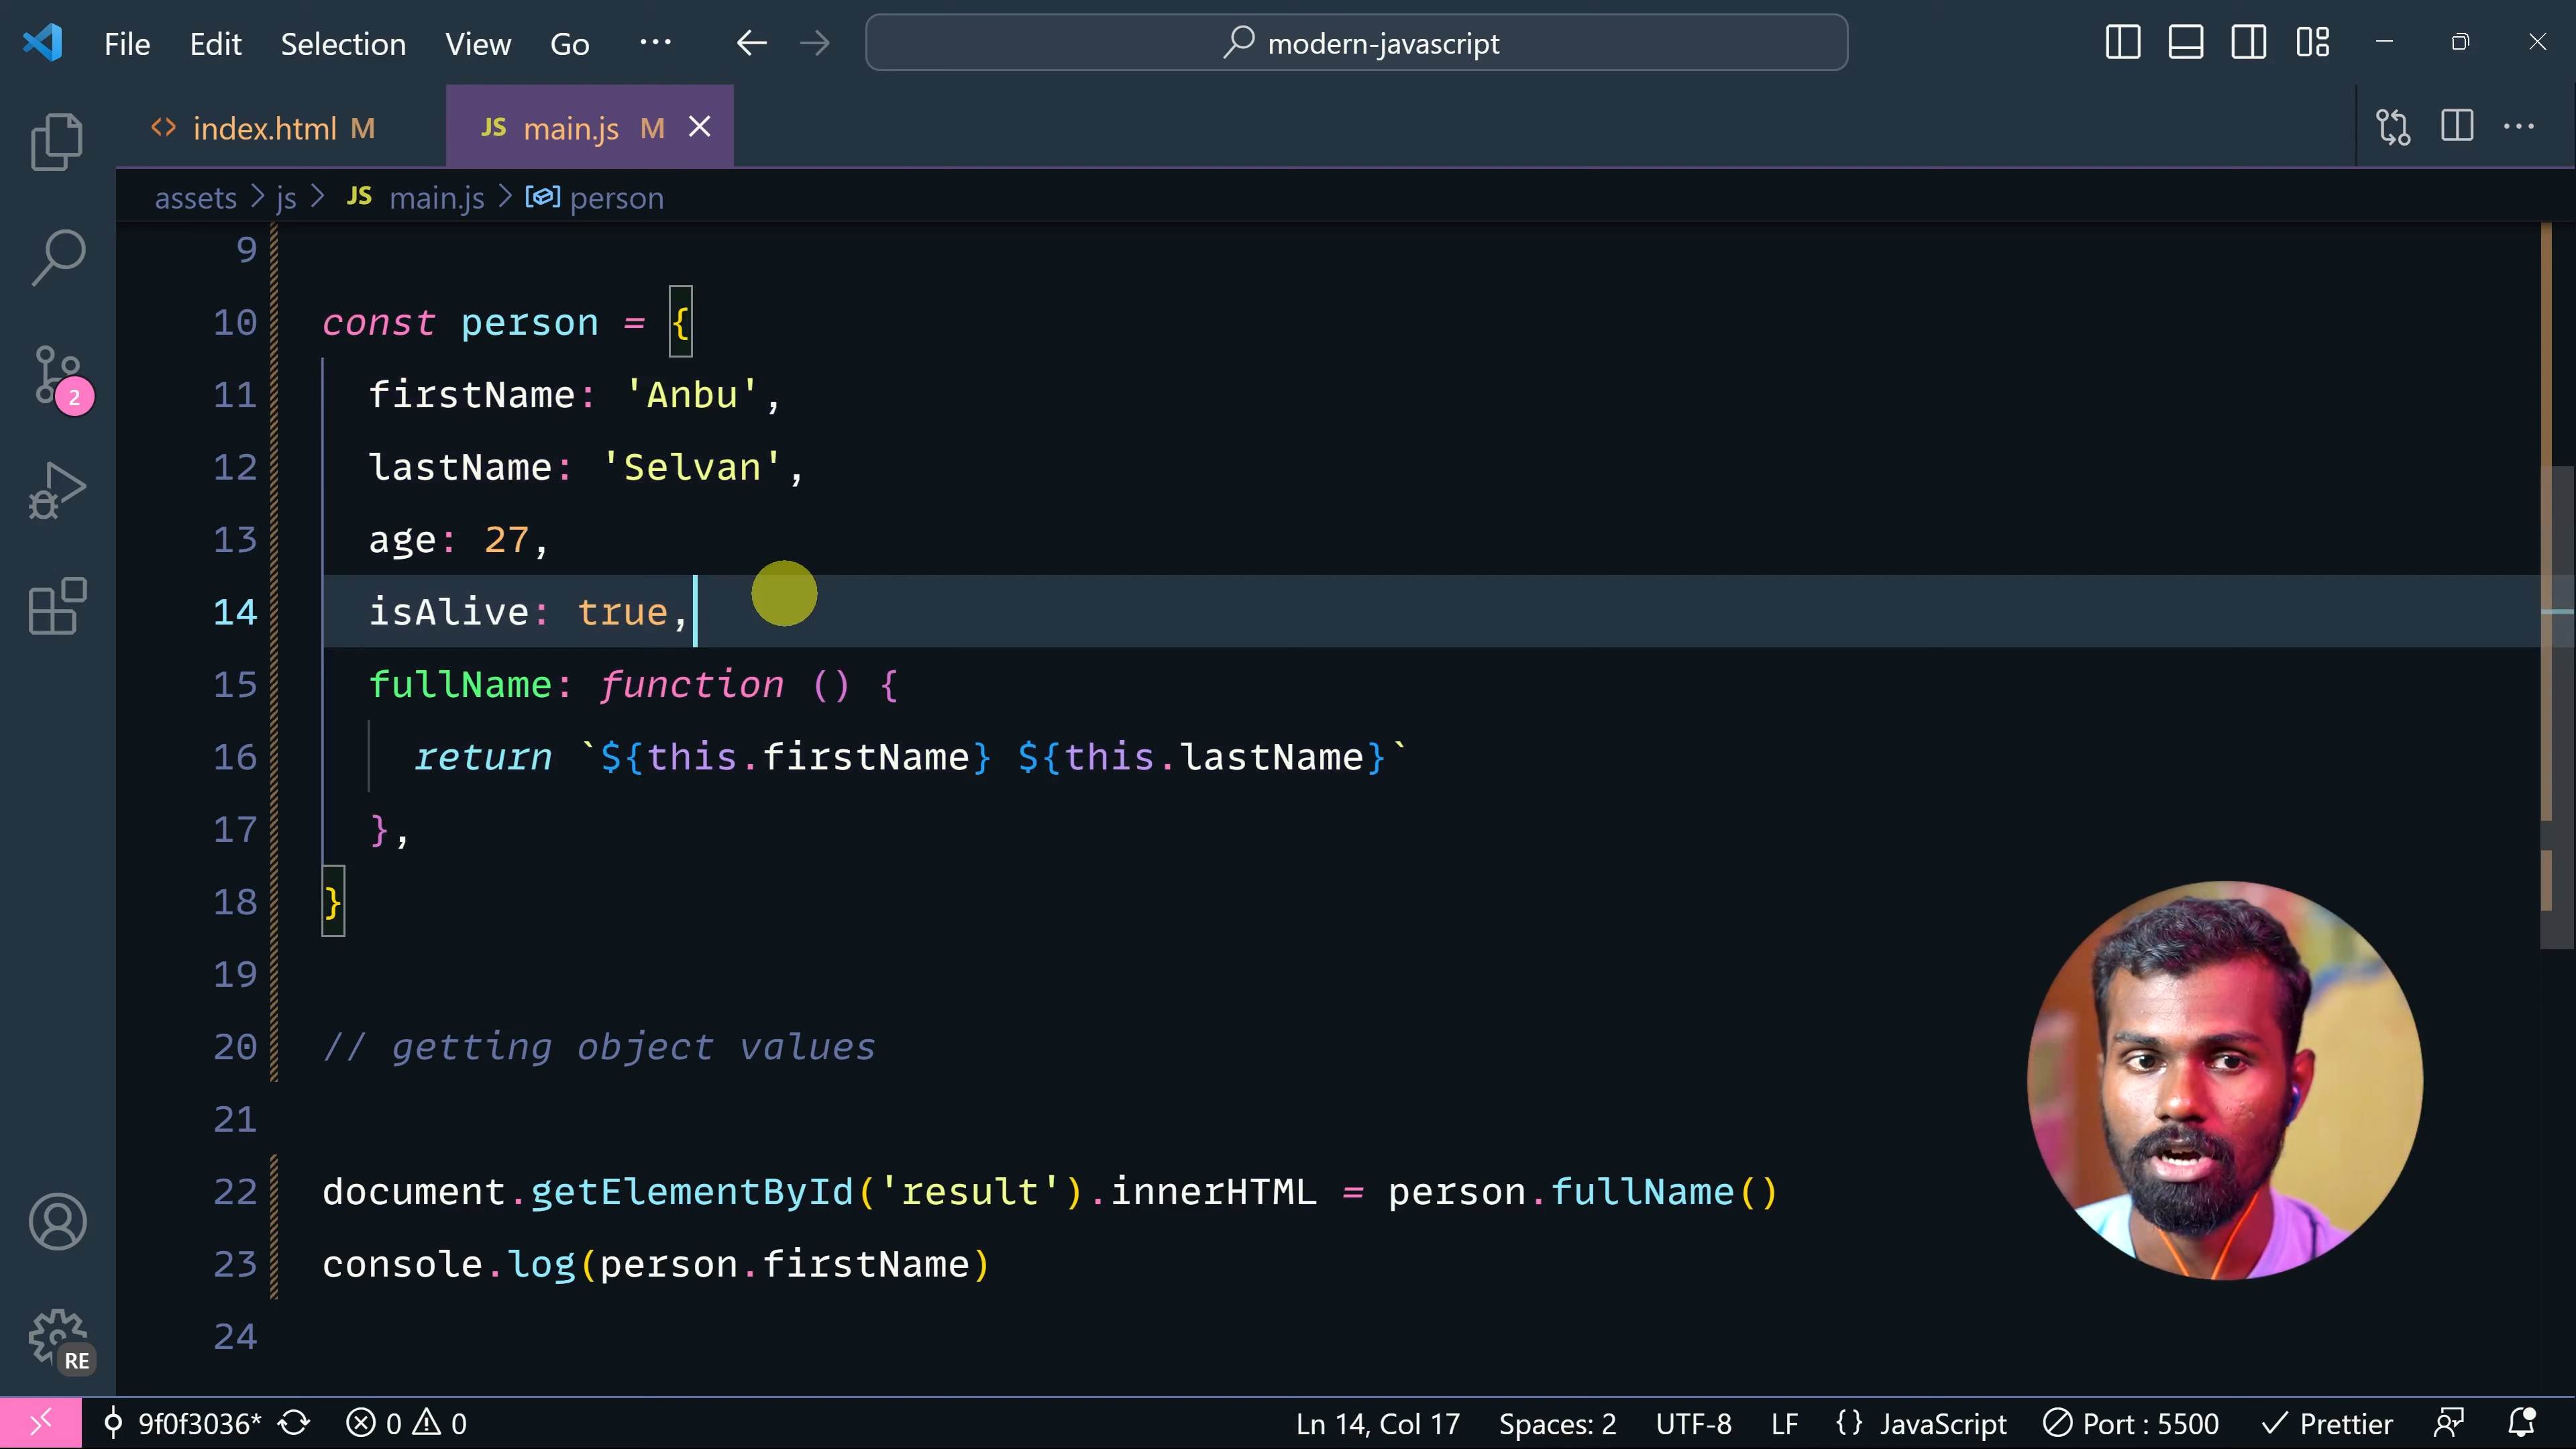 File Edit Selection View Go ··· modern-javascript
<> index.html M JS main.js M
assets > js > JS main.js > person
9
10 const person = {
11 firstName: 'Anbu',
12 lastName: 'Selvan',
13 age: 27,
14 isAlive: true,
15 fullName: function () {
16 return `${this.firstName} ${this.lastName}`
17 },
18 }
19
20 // getting object values
21
22 document.getElementById('result').innerHTML = person.fullName()
23 console.log(person.firstName)
24
2
RE
9f0f3036* 0 0 Ln 14, Col 17 Spaces: 2 UTF-8 LF {} JavaScript Port : 5500 Prettier